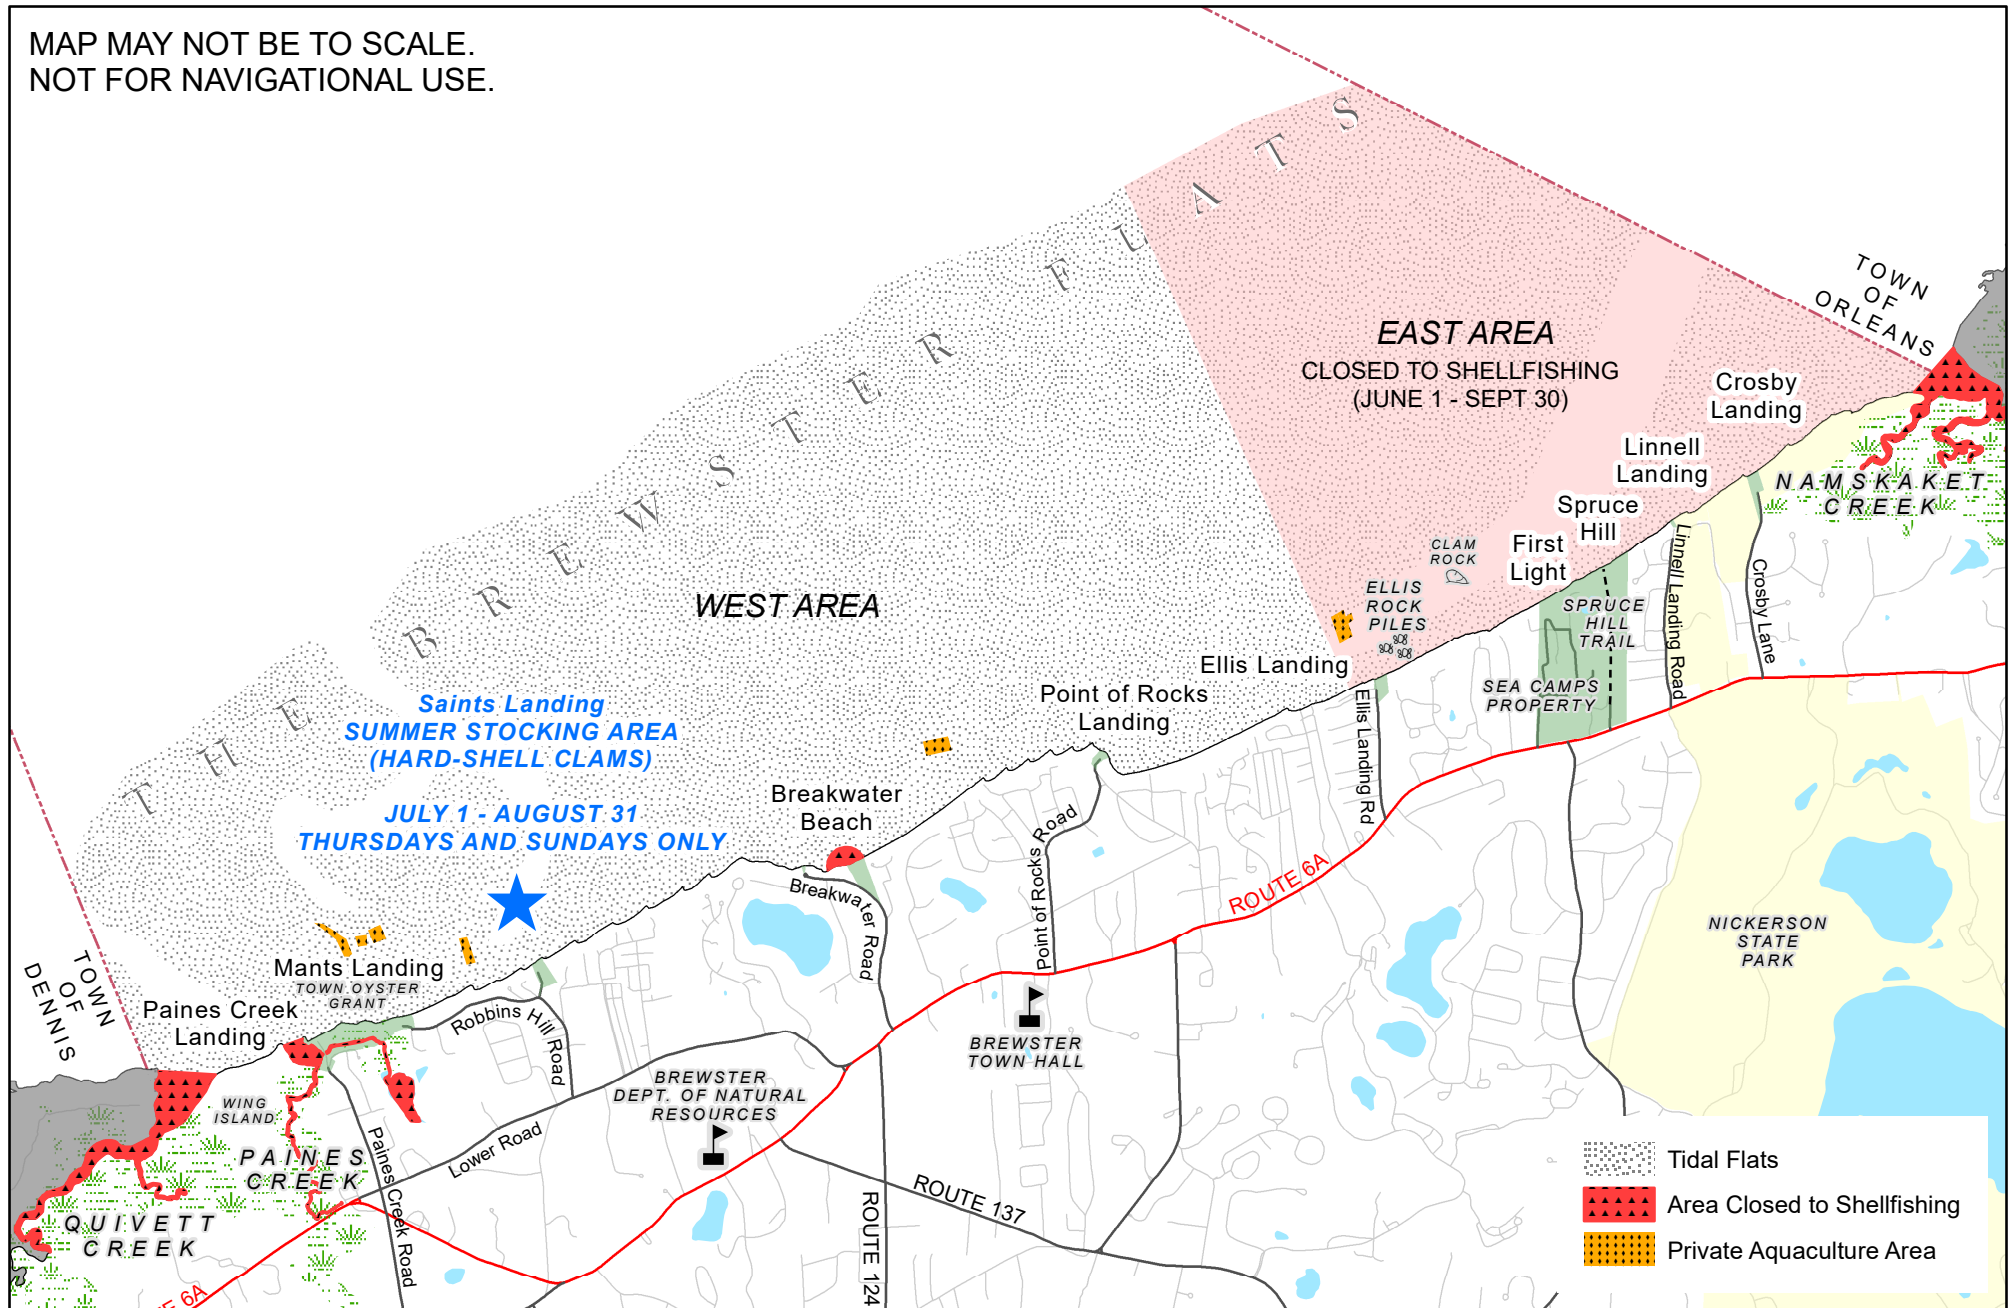 MAP MAY NOT BE TO SCALE.
NOT FOR NAVIGATIONAL USE.
THE BREWSTER FLATS
TOWN
OF
ORLEANS
EAST AREA
CLOSED TO SHELLFISHING
(JUNE 1 - SEPT 30)
Crosby
Landing
Linnell
Landing
Spruce
Hill
First
Light
NAMSKAKET
CREEK
CLAM
ROCK
ELLIS
ROCK
PILES
WEST AREA
SPRUCE
HILL
TRAIL
Linnell Landing Road
Crosby Lane
Ellis Landing
SEA CAMPS
PROPERTY
Point of Rocks
Landing
Ellis Landing Rd
Saints Landing
SUMMER STOCKING AREA
(HARD-SHELL CLAMS)
JULY 1 - AUGUST 31
THURSDAYS AND SUNDAYS ONLY
Breakwater
Beach
Breakwater Road
Point of Rocks Road
ROUTE 6A
NICKERSON
STATE
PARK
TOWN
OF
DENNIS
Mants Landing
TOWN OYSTER
GRANT
Paines Creek
Landing
Robbins Hill Road
BREWSTER
TOWN HALL
BREWSTER
DEPT. OF NATURAL
RESOURCES
WING
ISLAND
PAINES
CREEK
Paines Creek Road
Lower Road
QUIVETT
CREEK
ROUTE 124
ROUTE 137
E 6A
Tidal Flats
Area Closed to Shellfishing
Private Aquaculture Area